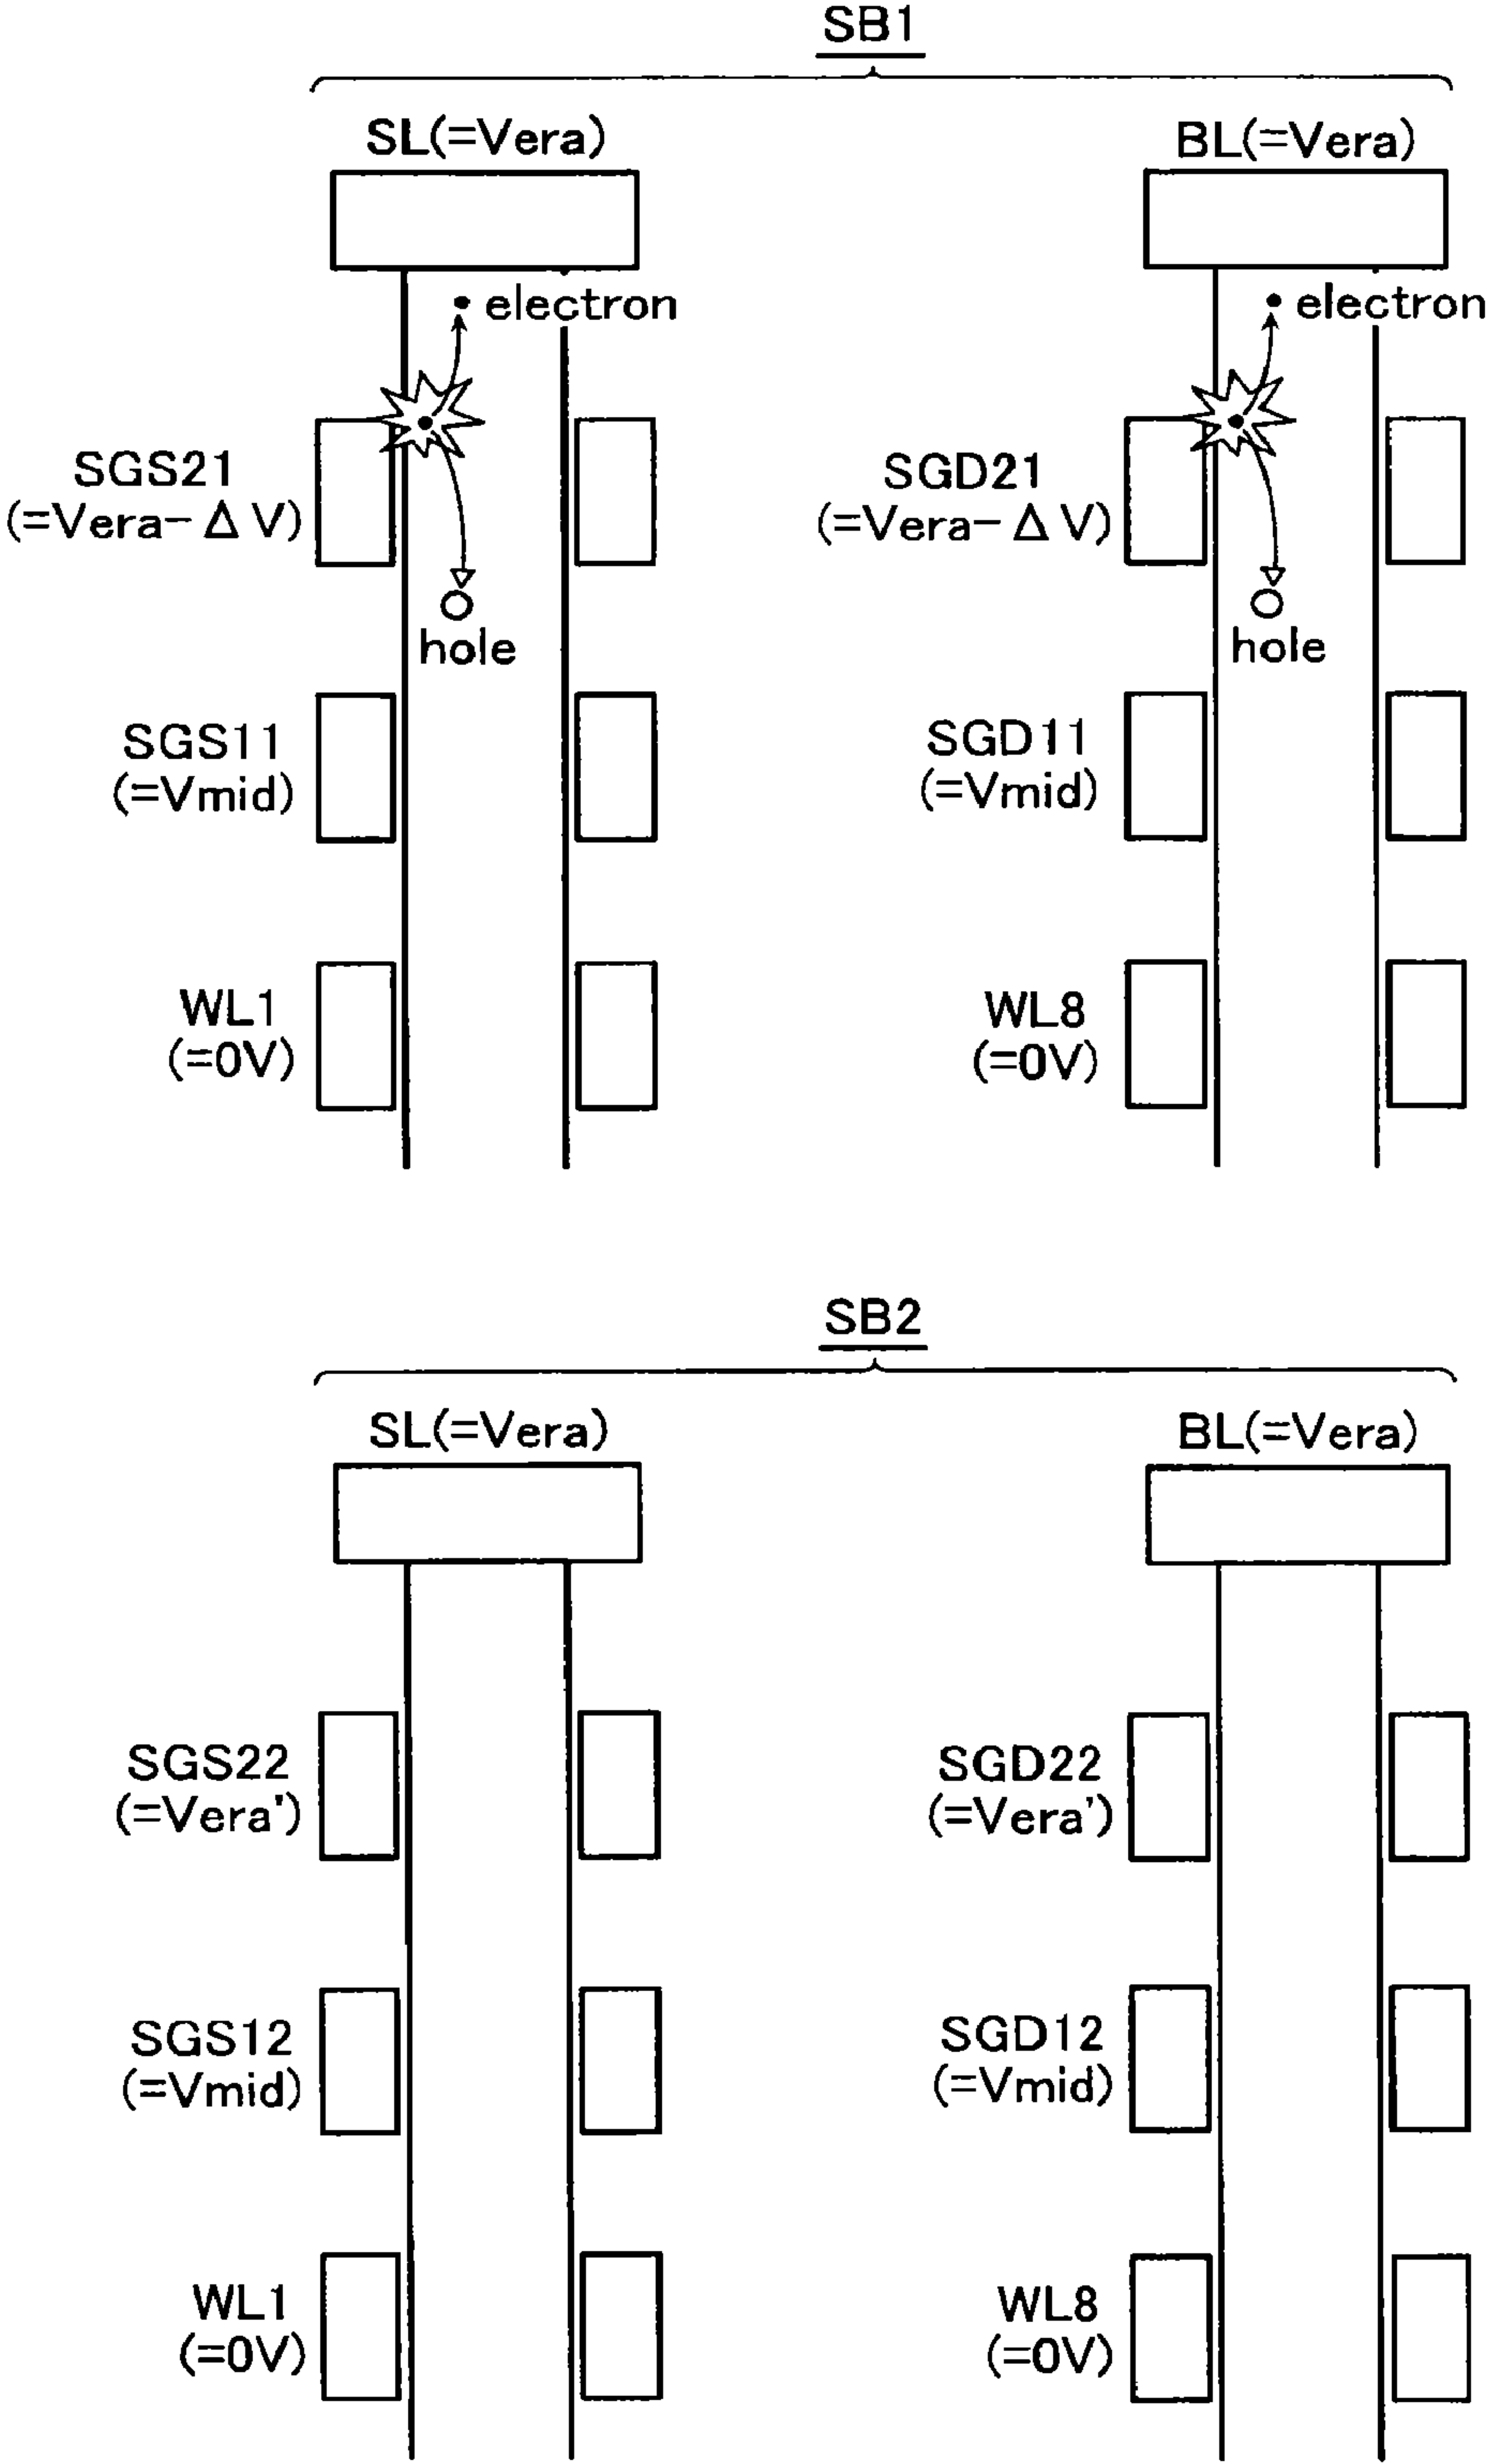 SB1
SL(=Vera)
BL(=Vera)
electron
electron
SGS21
(=Vera-ΔV)
SGD21
(=Vera-ΔV)
hole
hole
SGS11
(=Vmid)
SGD11
(=Vmid)
WL1
(=0V)
WL8
(=0V)
SB2
SL(=Vera)
BL(=Vera)
SGS22
(=Vera')
SGD22
(=Vera')
SGS12
(=Vmid)
SGD12
(=Vmid)
WL1
(=0V)
WL8
(=0V)